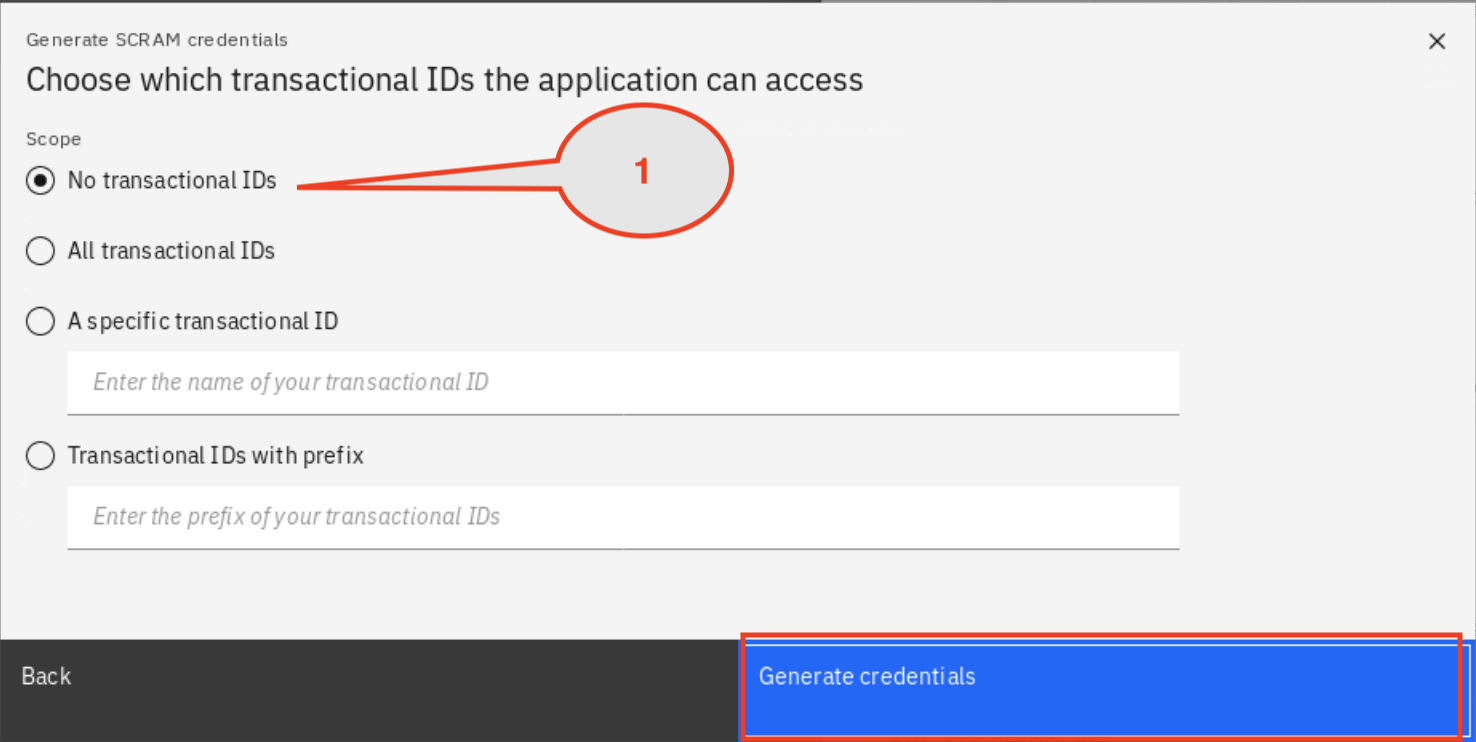 Generate SCRAM credentials
Choose which transactional IDs the application can access
Scope
No transactional IDs
1
All transactional IDs
A specific transactional ID
Enter the name of your transactional ID
Transactional IDs with prefix
Enter the prefix of your transactional IDs
Back
Generate credentials